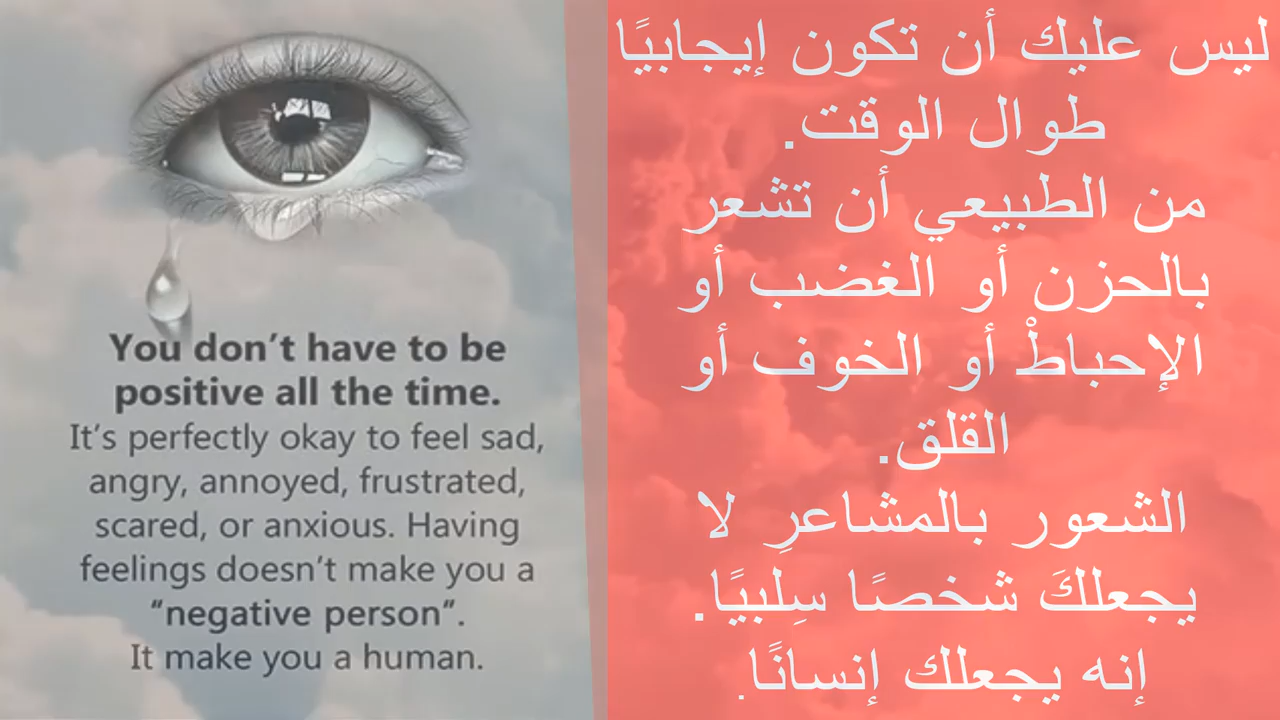 You don’t have to be
positive all the time.
It’s perfectly okay to feel sad,
angry, annoyed, frustrated,
scared, or anxious. Having
feelings doesn’t make you a
“negative person”.
It make you a human.
ليس عليك أن تكون إيجابيًا
طوال الوقت.
من الطبيعي أن تشعر
بالحزن أو الغضب أو
الإحباطْ أو الخوف أو
القلق.
الشعور بالمشاعرِ لا
يجعلكَ شخصًا سِلبيًا.
إنه يجعلك إنسانًا.